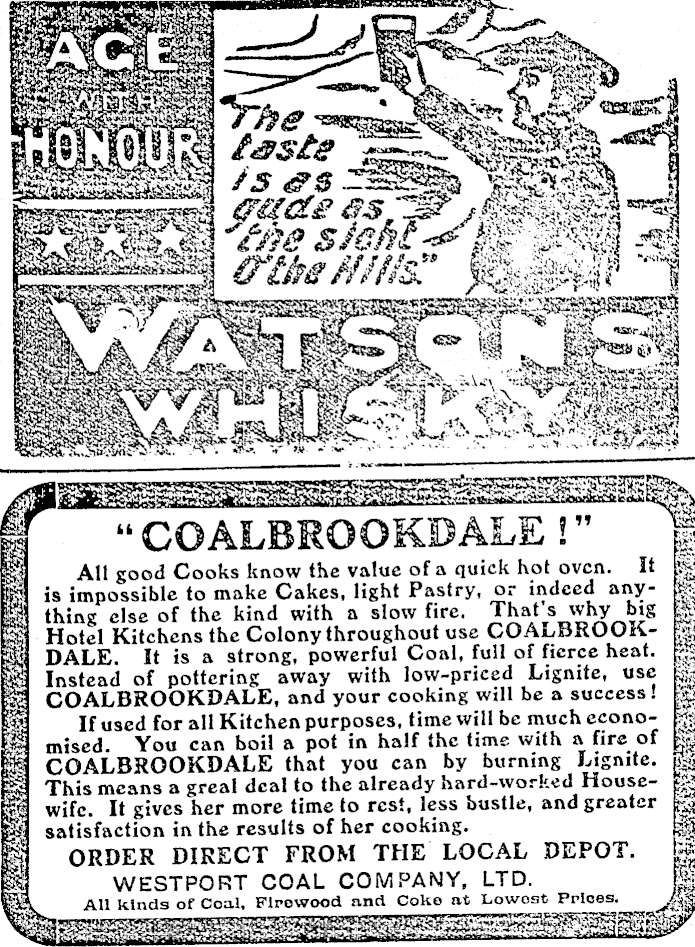 AGE
WITH
HONOUR
"The
taste
is as
gude as
the sight
O' the Hills."
WATSONS
WHISKY
"COALBROOKDALE!"
All good Cooks know the value of a quick hot oven. It
is impossible to make Cakes, light Pastry, or indeed any-
thing else of the kind with a slow fire. That's why big
Hotel Kitchens the Colony throughout use COALBROOK-
DALE. It is a strong, powerful Coal, full of fierce heat.
Instead of pottering away with low-priced Lignite, use
COALBROOKDALE, and your cooking will be a success!
If used for all Kitchen purposes, time will be much econo-
mised. You can boil a pot in half the time with a fire of
COALBROOKDALE that you can by burning Lignite.
This means a great deal to the already hard-worked House-
wife. It gives her more time to rest, less bustle, and greater
satisfaction in the results of her cooking.
ORDER DIRECT FROM THE LOCAL DEPOT.
WESTPORT COAL COMPANY, LTD.
All kinds of Coal, Firewood and Coke at Lowest Prices.